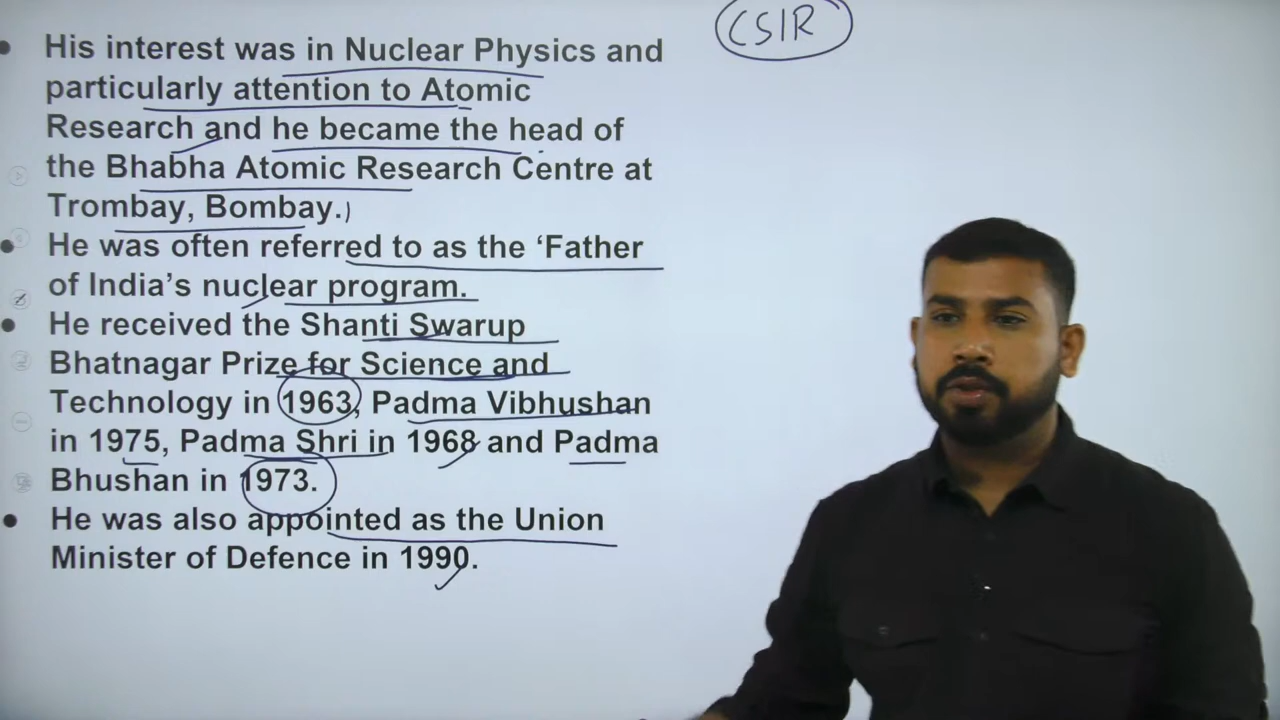 CSIR
His interest was in Nuclear Physics and
particularly attention to Atomic
Research and he became the head of
the Bhabha Atomic Research Centre at
Trombay, Bombay.
He was often referred to as the ‘Father
of India’s nuclear program.
He received the Shanti Swarup
Bhatnagar Prize for Science and
Technology in 1963, Padma Vibhushan
in 1975, Padma Shri in 1968 and Padma
Bhushan in 1973.
He was also appointed as the Union
Minister of Defence in 1990.